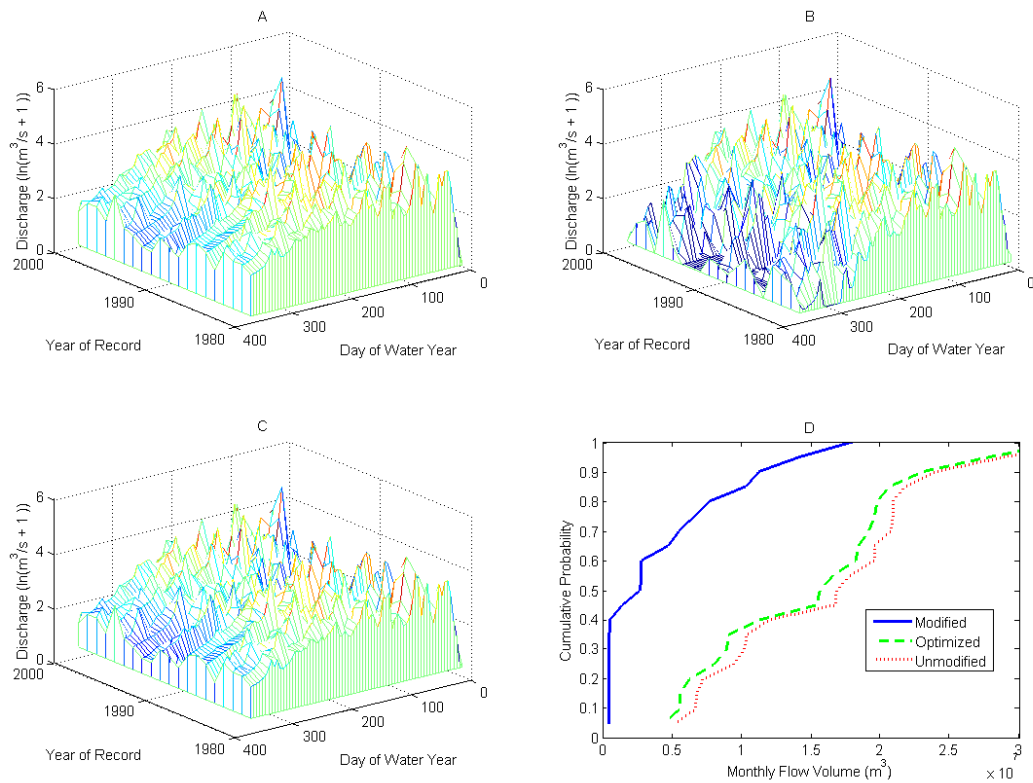 A
Discharge (ln(m³/s + 1 ))
6
4
2
0
2000
1990
1980
Year of Record
400
300
200
100
0
Day of Water Year
B
Discharge (ln(m³/s + 1 ))
6
4
2
0
2000
1990
1980
Year of Record
400
300
200
100
0
Day of Water Year
C
Discharge (ln(m³/s + 1 ))
6
4
2
0
2000
1990
1980
Year of Record
400
300
200
100
0
Day of Water Year
D
Cumulative Probability
1
0.9
0.8
0.7
0.6
0.5
0.4
0.3
0.2
0.1
0
0
0.5
1
1.5
2
2.5
Modified
Optimized
Unmodified
Monthly Flow Volume (m³)